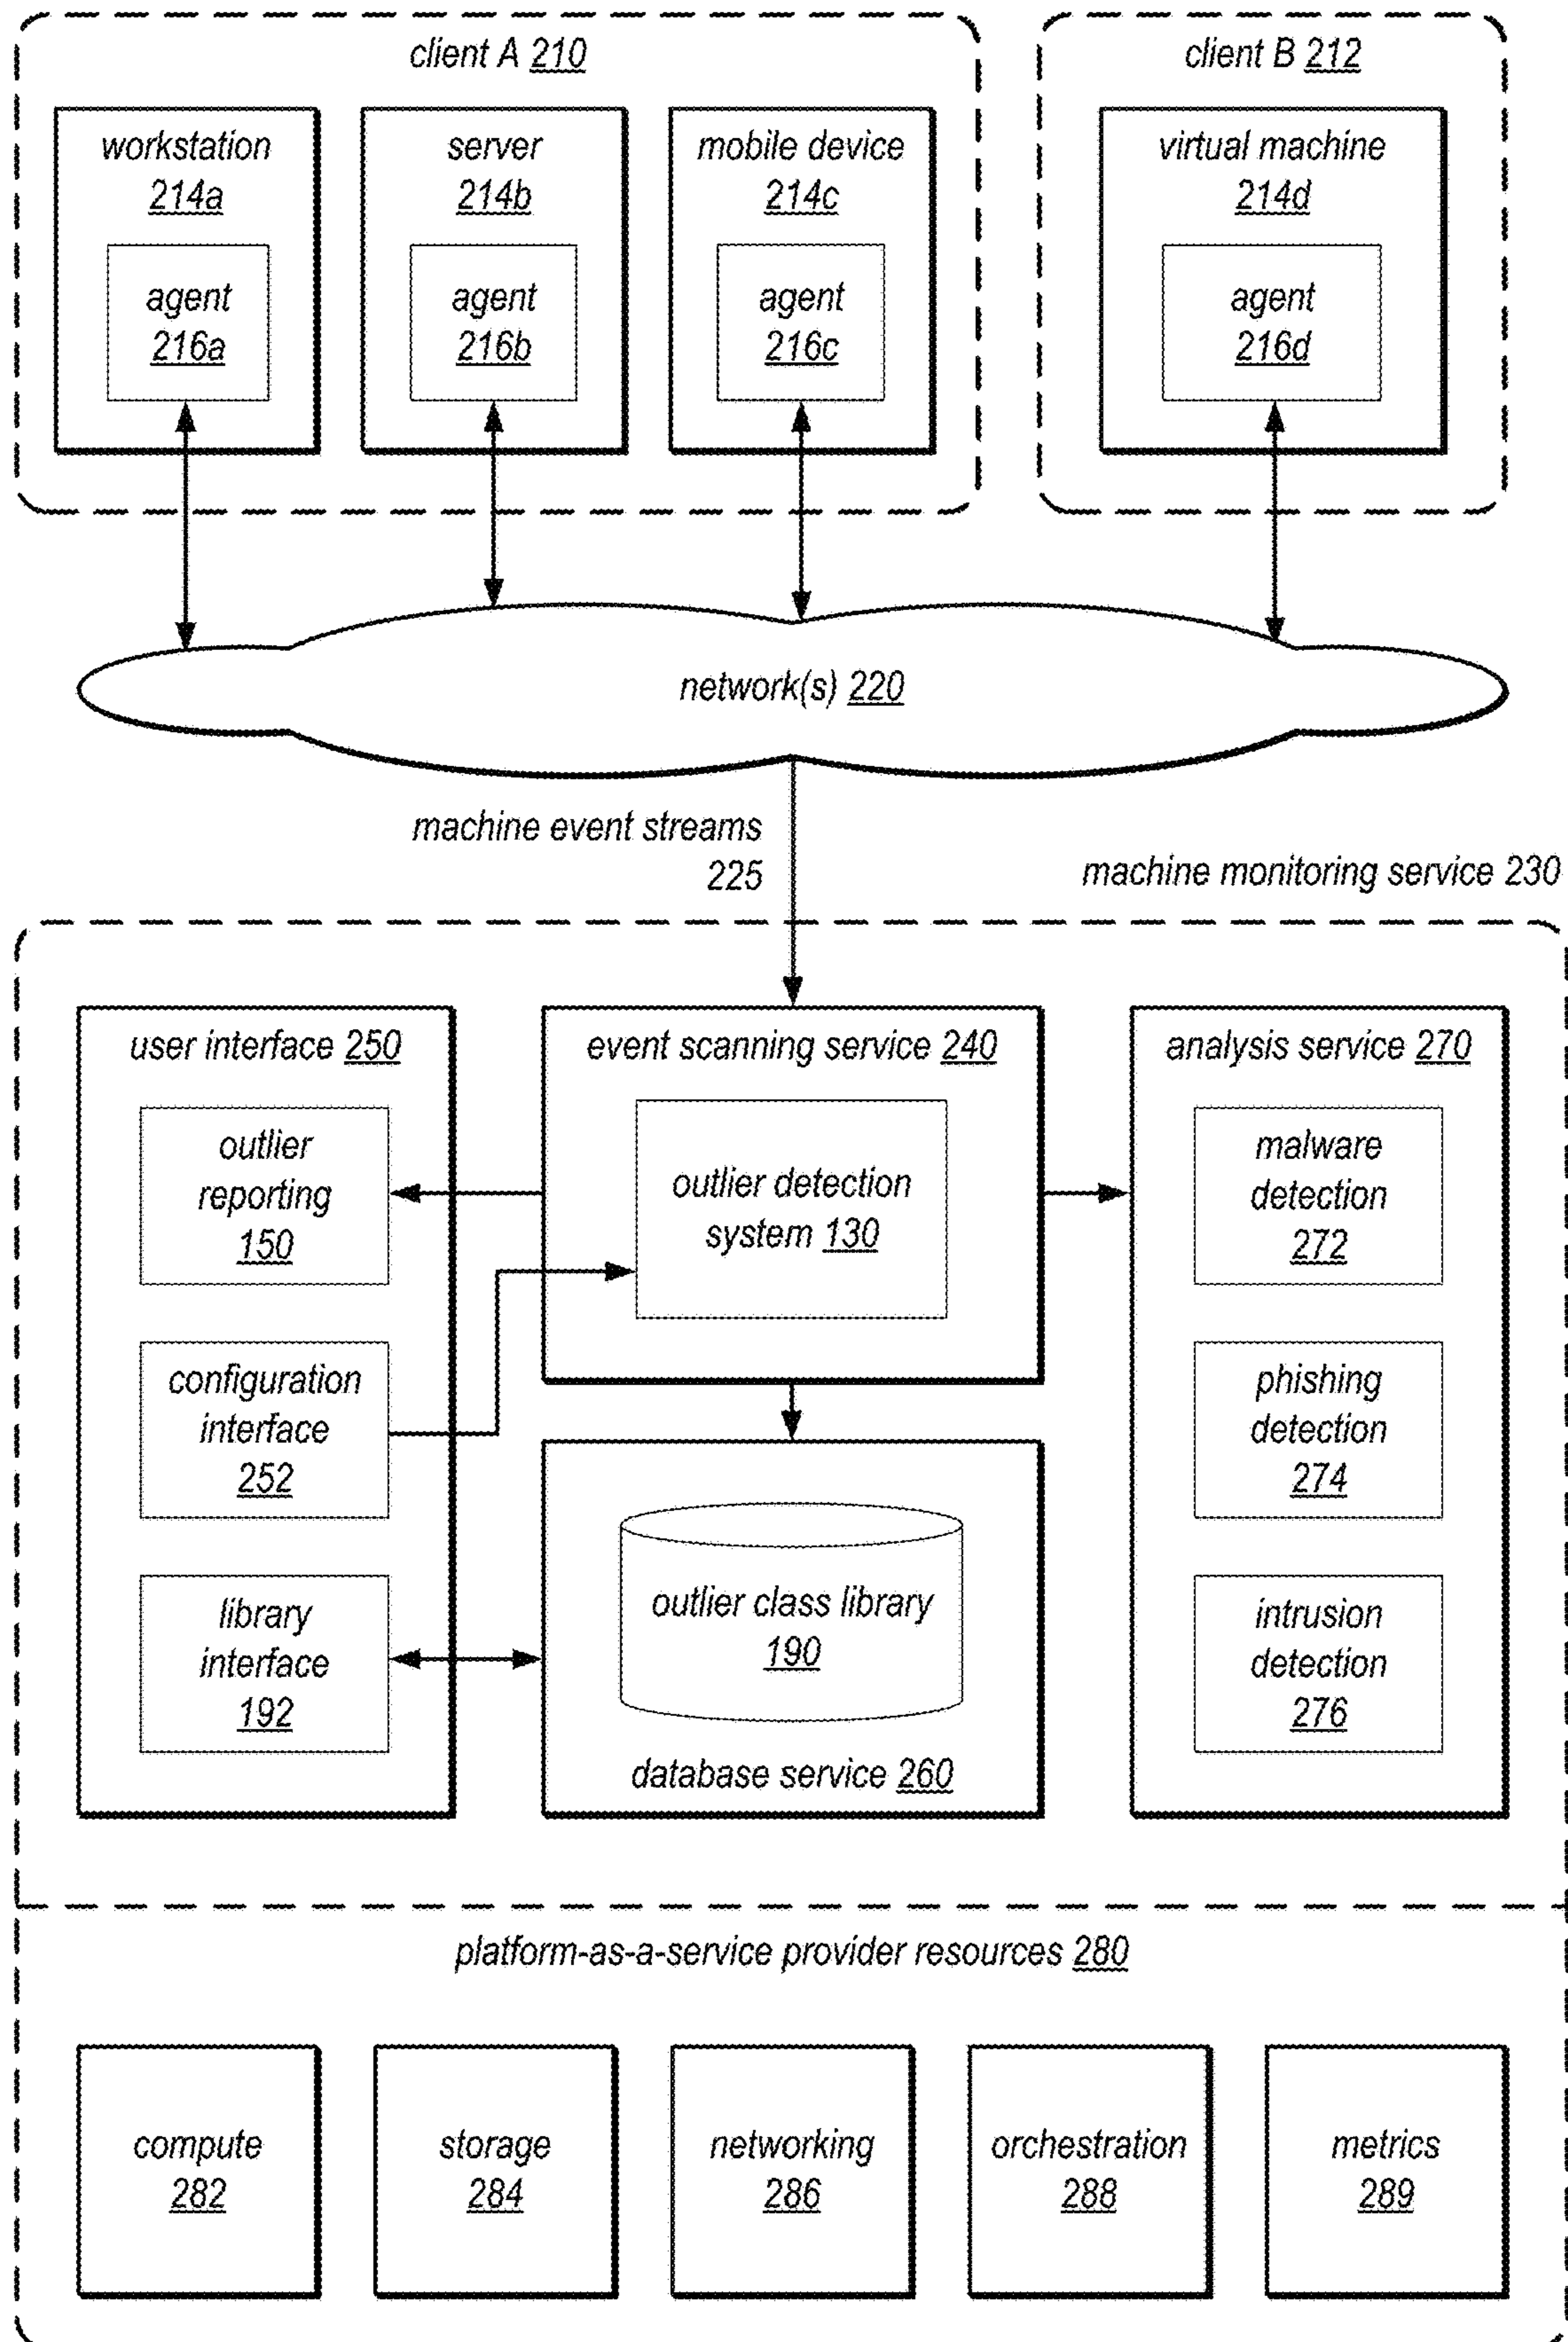 client A 210
client B 212
workstation
214a
server
214b
mobile device
214c
virtual machine
214d
agent
216a
agent
216b
agent
216c
agent
216d
network(s) 220
machine event streams
225
machine monitoring service 230
user interface 250
outlier
reporting
150
configuration
interface
252
library
interface
192
event scanning service 240
outlier detection
system 130
outlier class library
190
database service 260
analysis service 270
malware
detection
272
phishing
detection
274
intrusion
detection
276
platform-as-a-service provider resources 280
compute
282
storage
284
networking
286
orchestration
288
metrics
289